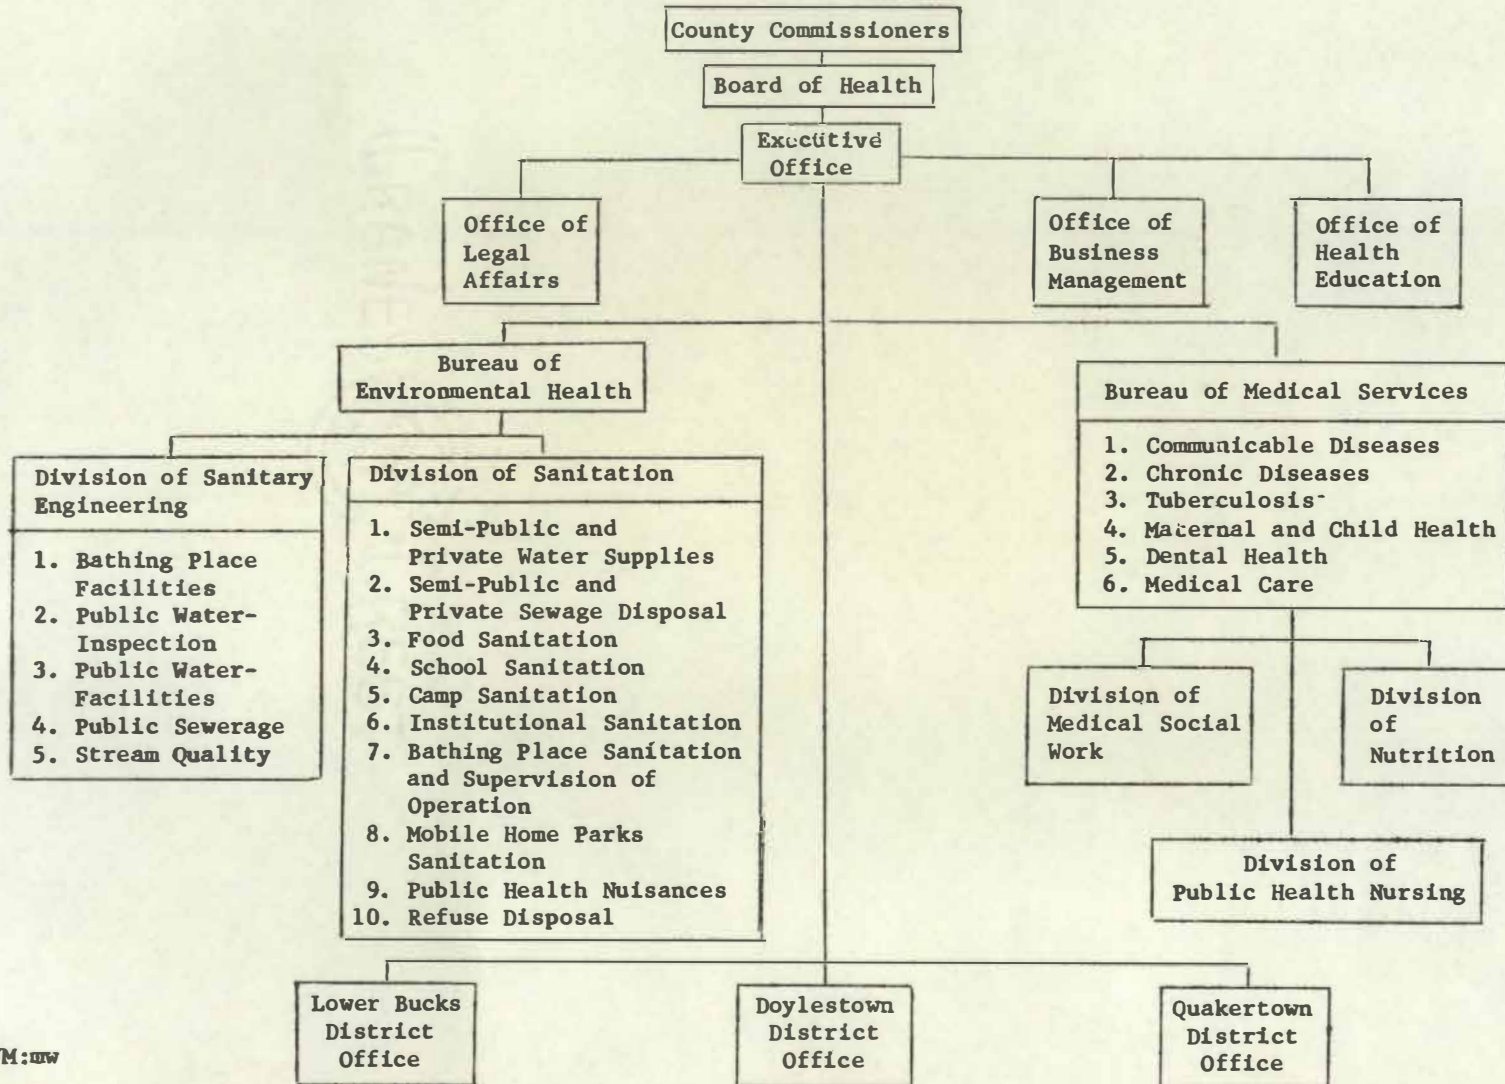 County Commissioners
Board of Health
Executive
Office
Office of
Legal
Affairs
Office of
Business
Management
Office of
Health
Education
Bureau of
Environmental Health
Bureau of Medical Services
1. Communicable Diseases
2. Chronic Diseases
3. Tuberculosis
4. Maternal and Child Health
5. Dental Health
6. Medical Care
Division of Sanitary
Engineering
1. Bathing Place
Facilities
2. Public Water-
Inspection
3. Public Water-
Facilities
4. Public Sewerage
5. Stream Quality
Division of Sanitation
1. Semi-Public and
Private Water Supplies
2. Semi-Public and
Private Sewage Disposal
3. Food Sanitation
4. School Sanitation
5. Camp Sanitation
6. Institutional Sanitation
7. Bathing Place Sanitation
and Supervision of
Operation
8. Mobile Home Parks
Sanitation
9. Public Health Nuisances
10. Refuse Disposal
Division of
Medical Social
Work
Division
of
Nutrition
Division of
Public Health Nursing
Lower Bucks
District
Office
Doylestown
District
Office
Quakertown
District
Office
M:mw